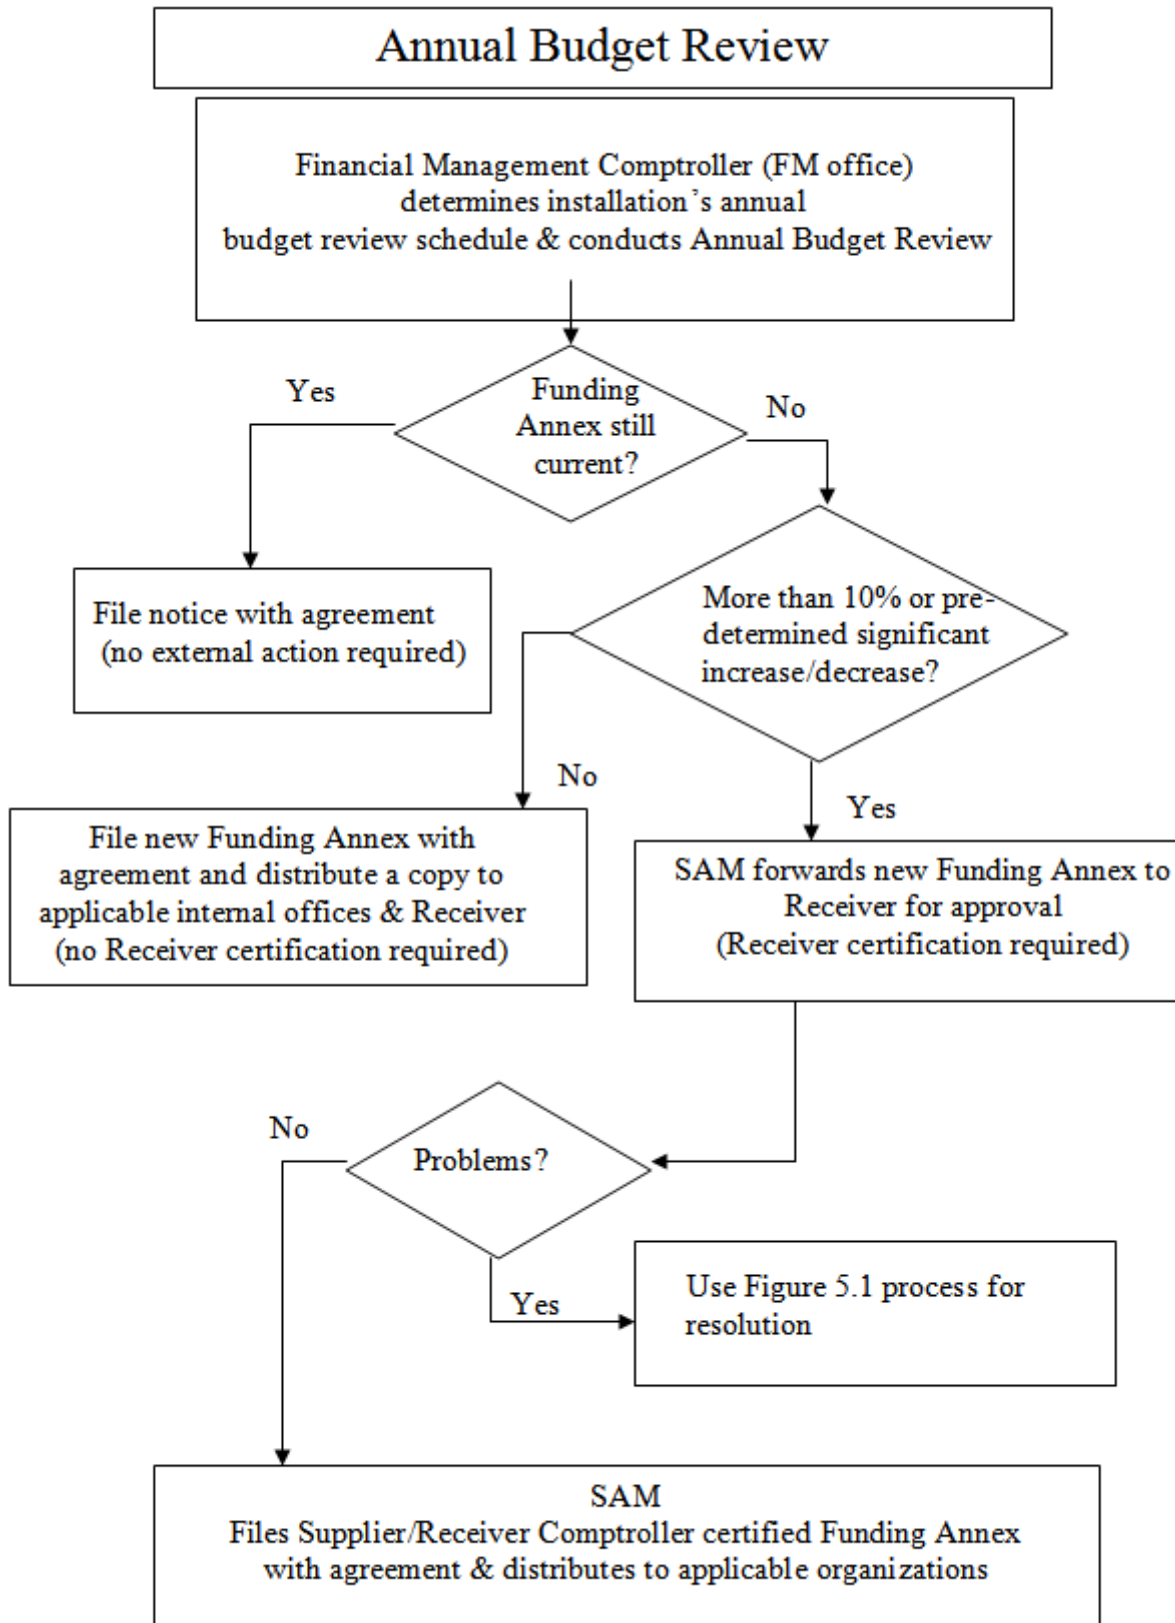 Annual Budget Review
Financial Management Comptroller (FM office)
determines installation’s annual
budget review schedule & conducts Annual Budget Review
Yes
Funding
Annex still
current?
No
File notice with agreement
(no external action required)
More than 10% or pre-
determined significant
increase/decrease?
No
Yes
File new Funding Annex with
agreement and distribute a copy to
applicable internal offices & Receiver
(no Receiver certification required)
SAM forwards new Funding Annex to
Receiver for approval
(Receiver certification required)
No
Problems?
Yes
Use Figure 5.1 process for
resolution
SAM
Files Supplier/Receiver Comptroller certified Funding Annex
with agreement & distributes to applicable organizations